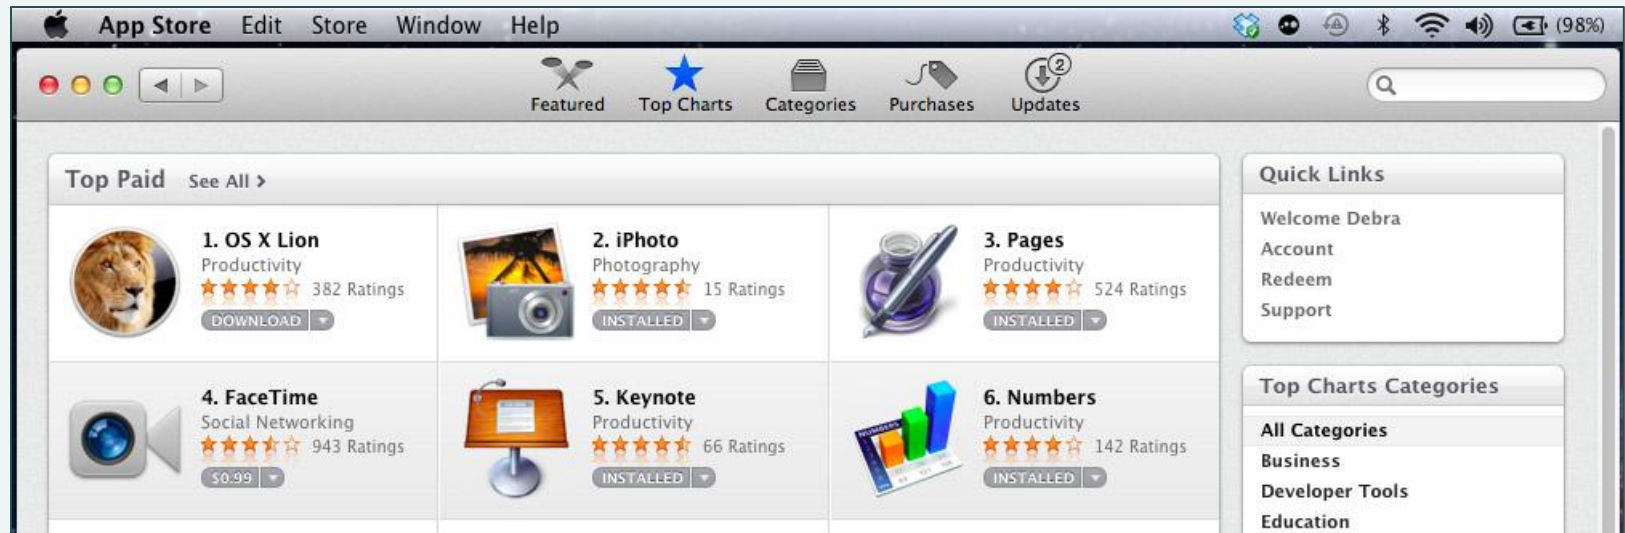 App Store Edit Store Window Help (98%)
Featured Top Charts Categories Purchases Updates 2
Top Paid See All
1. OS X Lion
Productivity
382 Ratings
DOWNLOAD
2. iPhoto
Photography
15 Ratings
INSTALLED
3. Pages
Productivity
524 Ratings
INSTALLED
4. FaceTime
Social Networking
943 Ratings
$0.99
5. Keynote
Productivity
66 Ratings
INSTALLED
NUMBERS
6. Numbers
Productivity
142 Ratings
INSTALLED
Quick Links
Welcome Debra
Account
Redeem
Support
Top Charts Categories
All Categories
Business
Developer Tools
Education